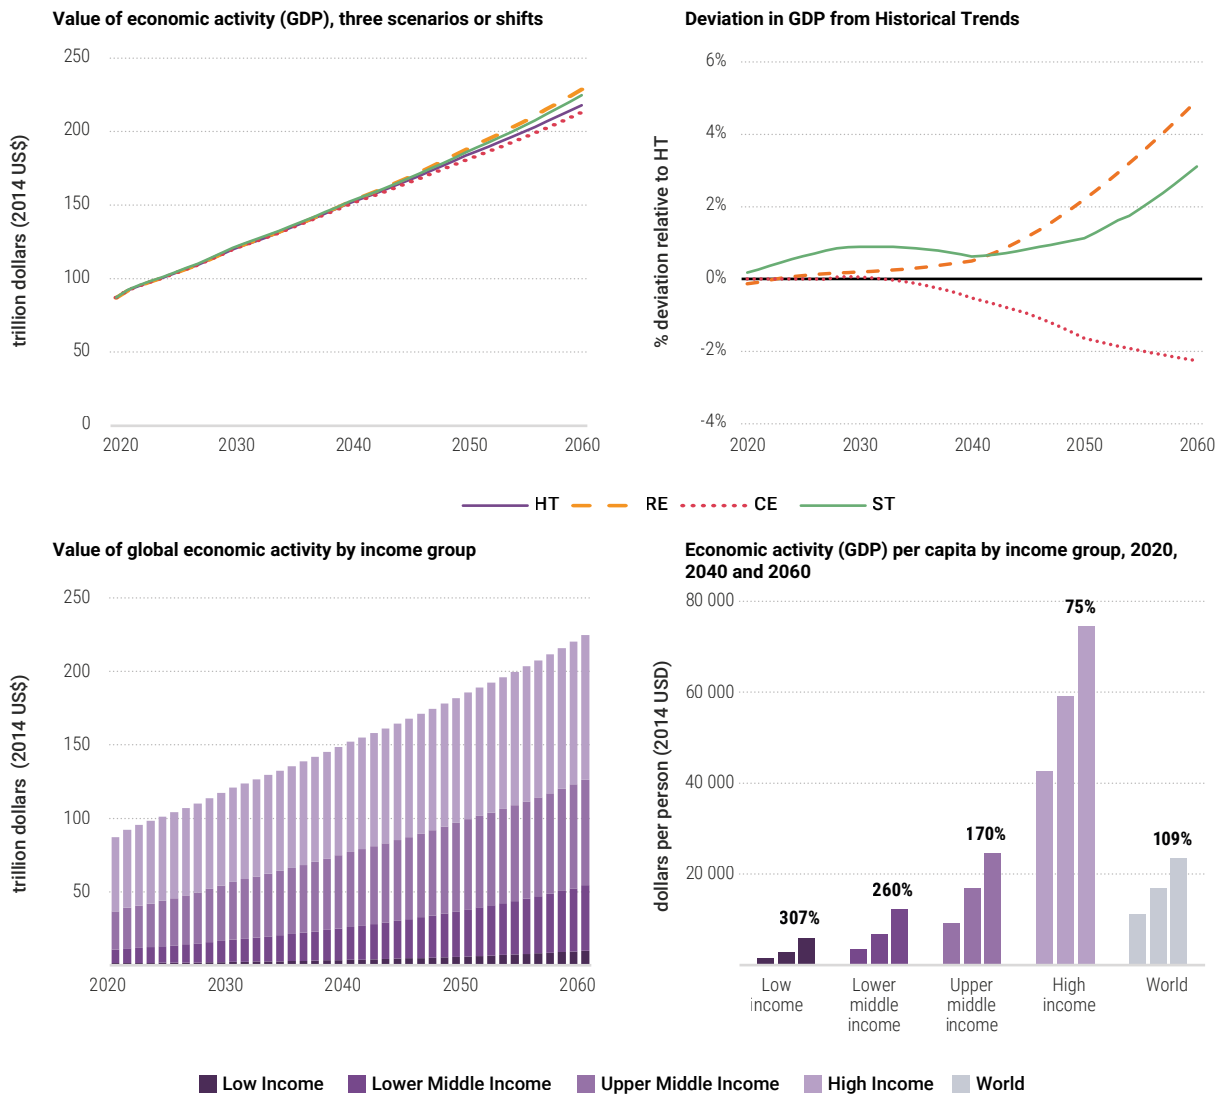 Value of economic activity (GDP), three scenarios or shifts
250
200
150
100
50
0
trillion dollars (2014 US$)
2020 2030 2040 2050 2060
Deviation in GDP from Historical Trends
6%
4%
2%
0%
-2%
-4%
% deviation relative to HT
2020 2030 2040 2050 2060
HT RE CE ST
Value of global economic activity by income group
250
200
150
100
50
trillion dollars (2014 US$)
2020 2030 2040 2050 2060
Economic activity (GDP) per capita by income group, 2020,
2040 and 2060
80 000
60 000
40 000
20 000
dollars per person (2014 USD)
307%
260%
170%
75%
109%
Low
income
Lower
middle
income
Upper
middle
income
High
income
World
Low Income Lower Middle Income Upper Middle Income High Income World